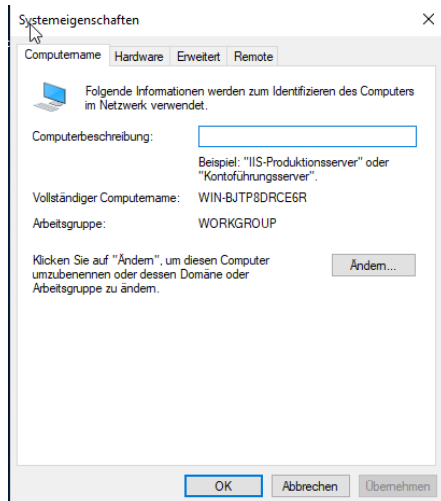 Systemeigenschaften
Computername Hardware Erweitert Remote
Folgende Informationen werden zum Identifizieren des Computers
im Netzwerk verwendet.
Computerbeschreibung:
Beispiel: "IIS-Produktionsserver" oder
"Kontoführungsserver".
Vollständiger Computername: WIN-BJTP8DRCE6R
Arbeitsgruppe: WORKGROUP
Klicken Sie auf "Ändern", um diesen Computer
umzubenennen oder dessen Domäne oder
Arbeitsgruppe zu ändern.
Ändern...
OK Abbrechen Übernehmen